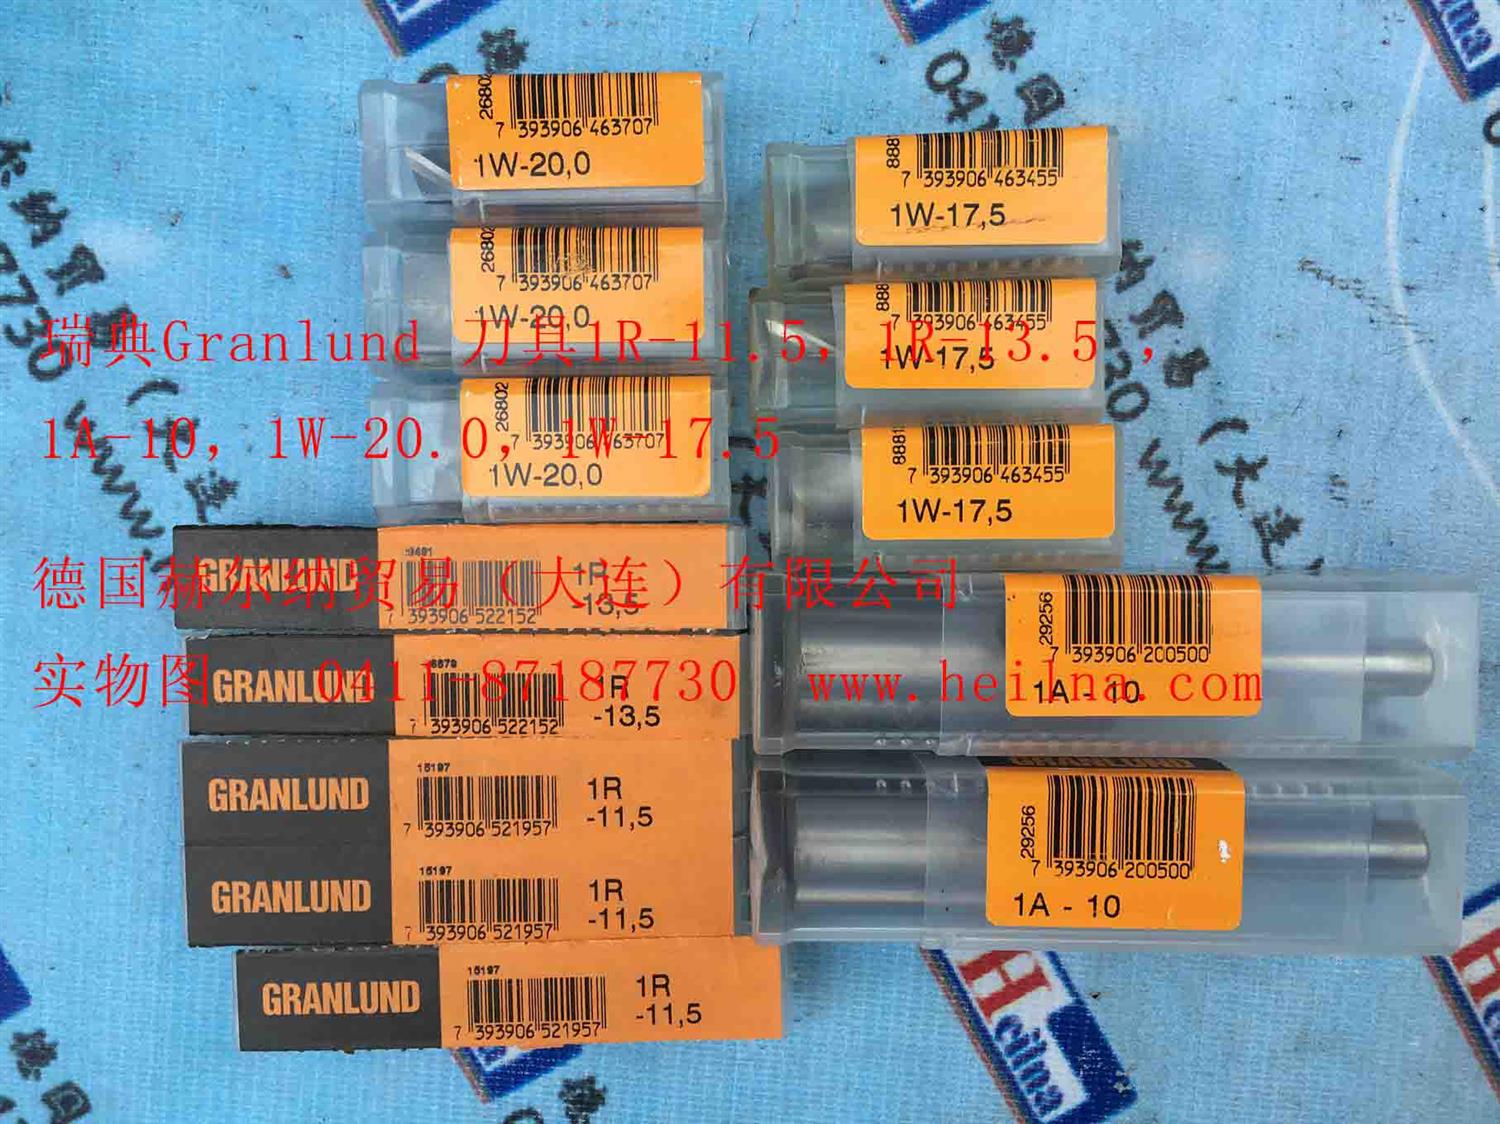 26802
7 393906 463707
1W-20,0
26802
7 393906 463707
1W-20,0
26802
7 393906 463707
1W-20,0
7 393906 463455
1W-17,5
7 393906 463455
1W-17,5
7 393906 463455
1W-17,5
瑞典Granlund 刀具1R-11.5，1R-13.5，
1A-10，1W-20.0，1W-17.5
德国赫尔纳贸易（大连）有限公司
实物图 0411-87187730 www.heilna.com
GRANLUND
1R
-13,5
7 393906 522152
GRANLUND
1R
-13,5
7 393906 522152
GRANLUND
15197
7 393906 521957
1R
-11,5
GRANLUND
15197
7 393906 521957
1R
-11,5
GRANLUND
15197
7 393906 521957
1R
-11,5
29256
7 393906 200500
1A - 10
GRANLUND
29256
7 393906 200500
1A - 10
Heilna
Heilna